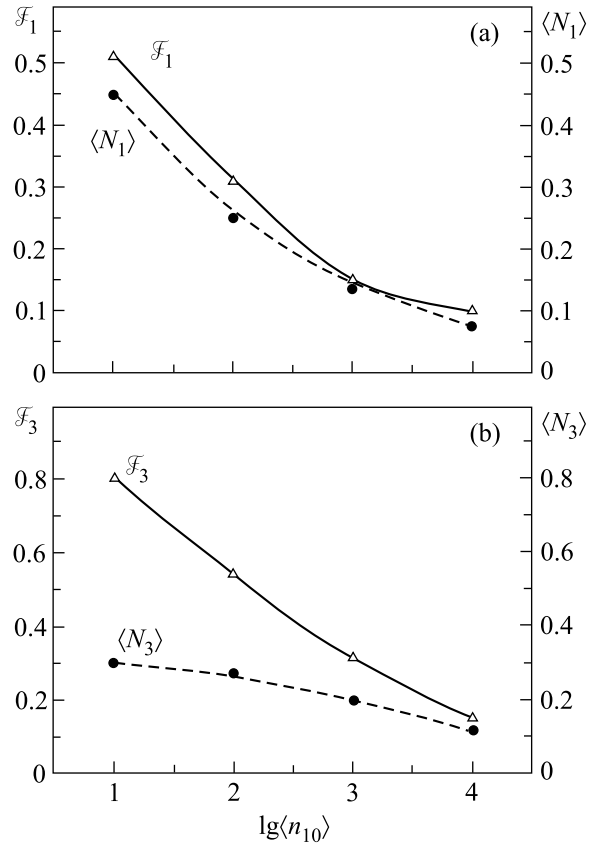 ℱ₁ (a) ⟨N₁⟩
ℱ₁
0.5 0.5
0.4 0.4
⟨N₁⟩
0.3 0.3
0.2 0.2
0.1 0.1
0 0
ℱ₃ (b) ⟨N₃⟩
ℱ₃
0.8 0.8
0.6 0.6
0.4 0.4
⟨N₃⟩
0.2 0.2
0 0
1 2 3 4
lg⟨n₁₀⟩